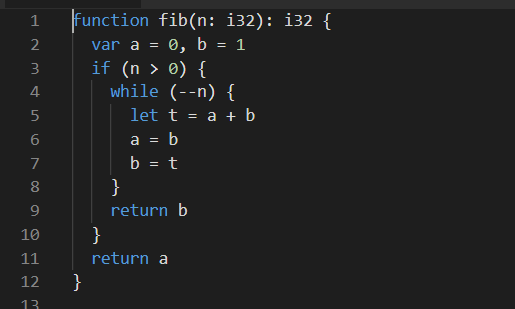 1 function fib(n: i32): i32 {
2   var a = 0, b = 1
3   if (n > 0) {
4     while (--n) {
5       let t = a + b
6       a = b
7       b = t
8     }
9     return b
10   }
11   return a
12 }
13